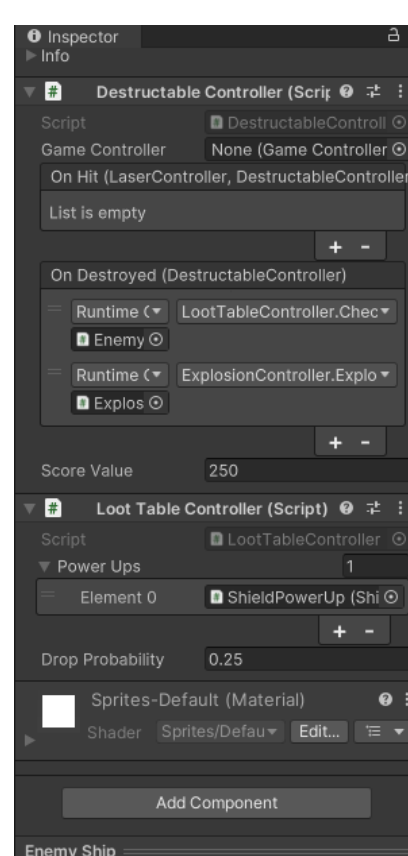 Inspector
Info
# Destructable Controller (Scrip
Script DestructableControll
Game Controller None (Game Controller
On Hit (LaserController, DestructableController
List is empty
+ -
On Destroyed (DestructableController)
Runtime ( LootTableController.Chec
Enemy
Runtime ( ExplosionController.Explo
Explos
+ -
Score Value 250
# Loot Table Controller (Script)
Script LootTableController
Power Ups 1
Element 0 ShieldPowerUp (Shi
+ -
Drop Probability 0.25
Sprites-Default (Material)
Shader Sprites/Defau Edit...
Add Component
Enemy Ship